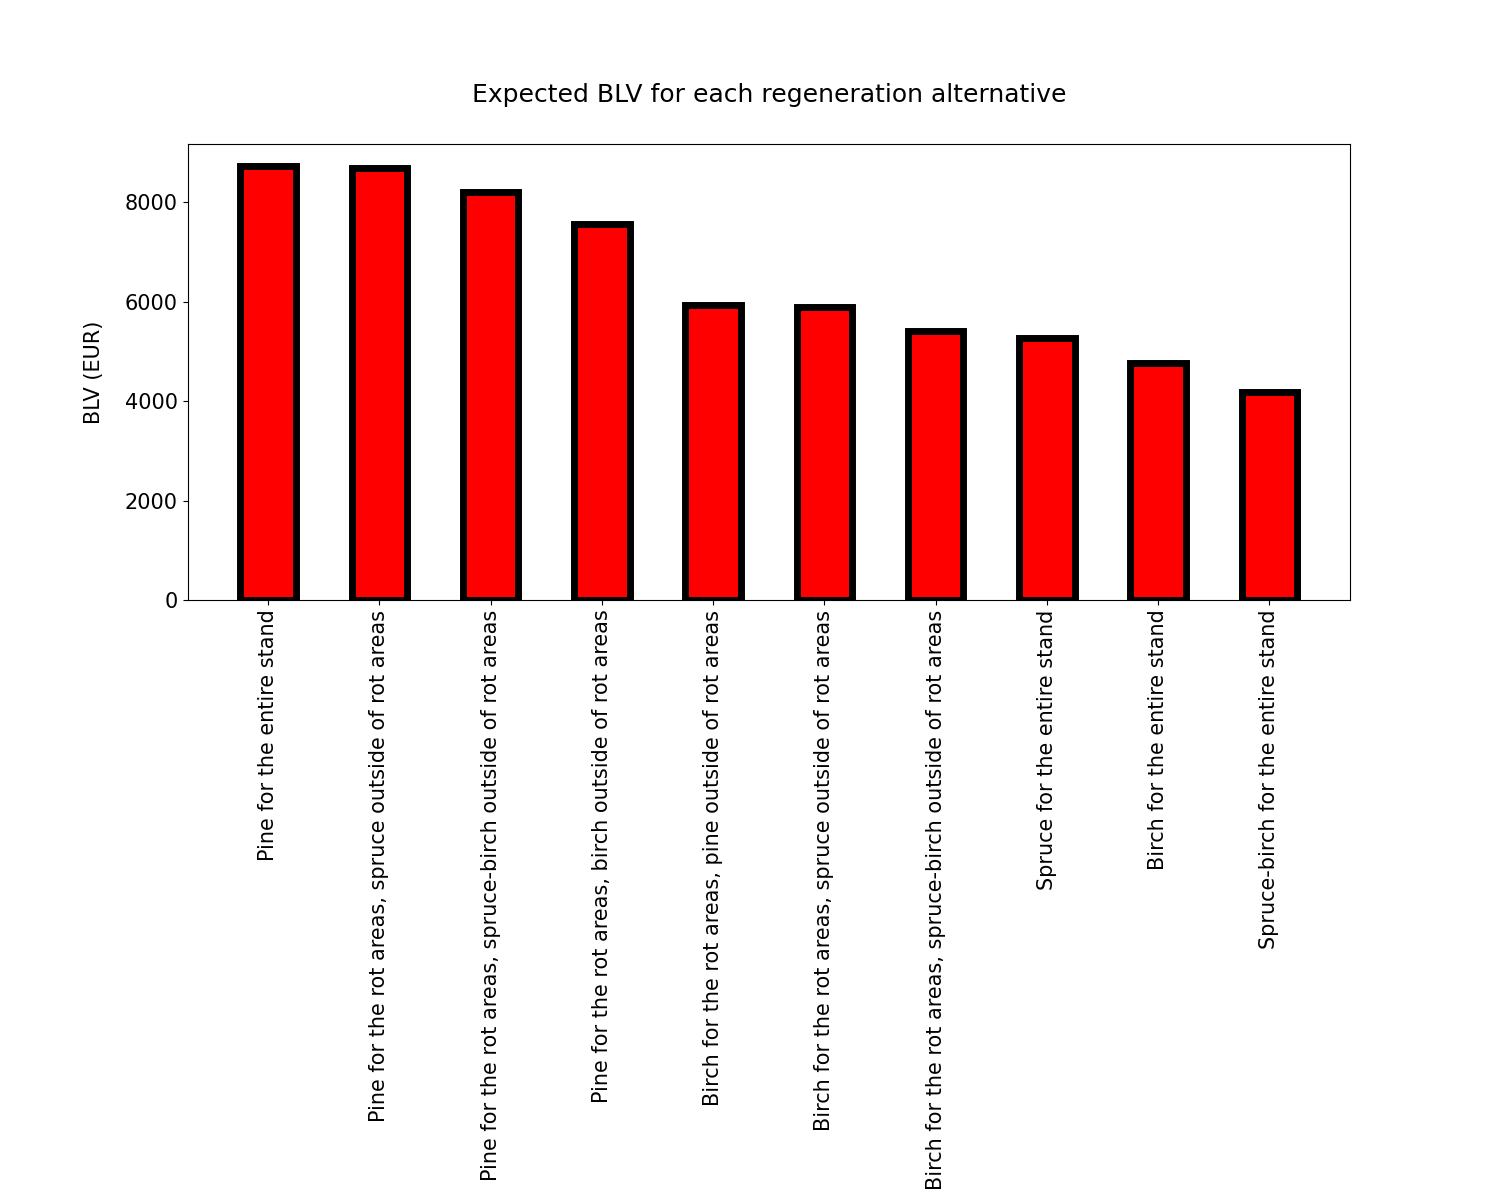 Expected BLV for each regeneration alternative
BLV (EUR)
8000
6000
4000
2000
0
Pine for the entire stand
Pine for the rot areas, spruce outside of rot areas
Pine for the rot areas, spruce-birch outside of rot areas
Pine for the rot areas, birch outside of rot areas
Birch for the rot areas, pine outside of rot areas
Birch for the rot areas, spruce outside of rot areas
Birch for the rot areas, spruce-birch outside of rot areas
Spruce for the entire stand
Birch for the entire stand
Spruce-birch for the entire stand